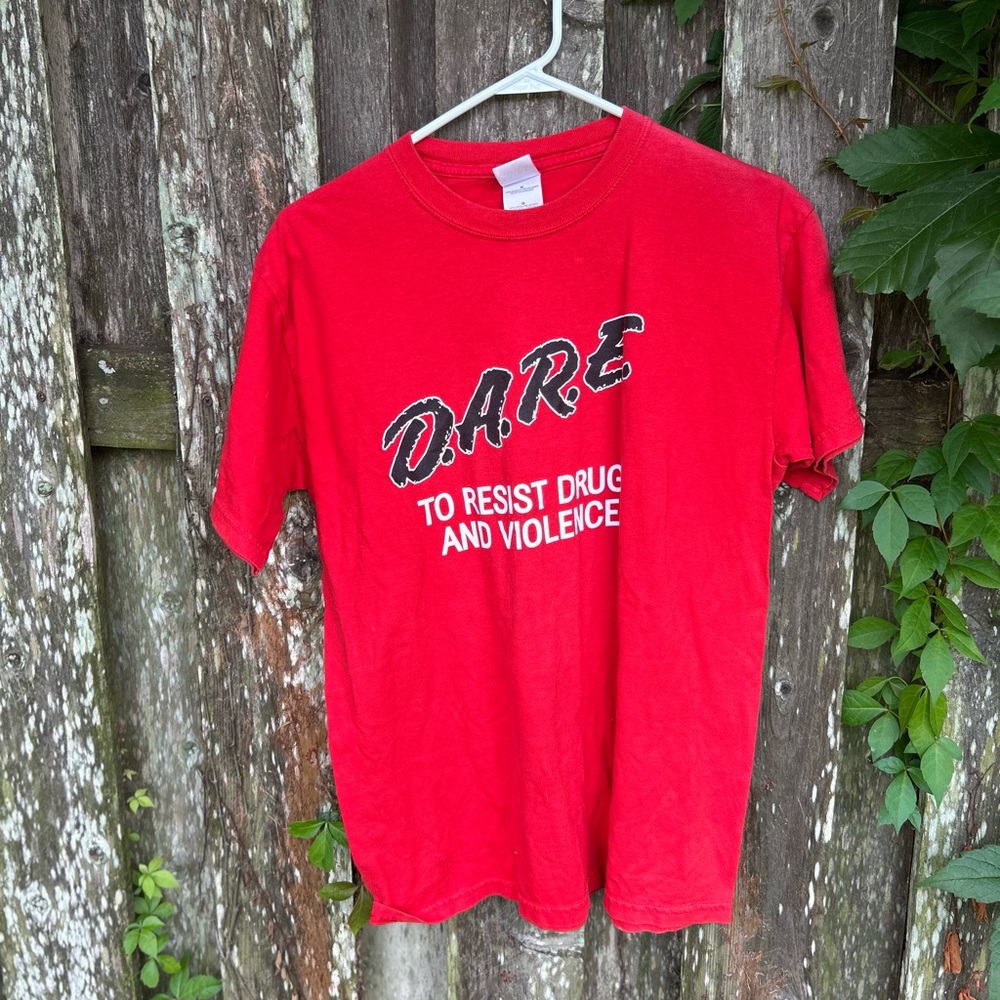 D.A.R.E
TO RESIST DRUG
AND VIOLENCE